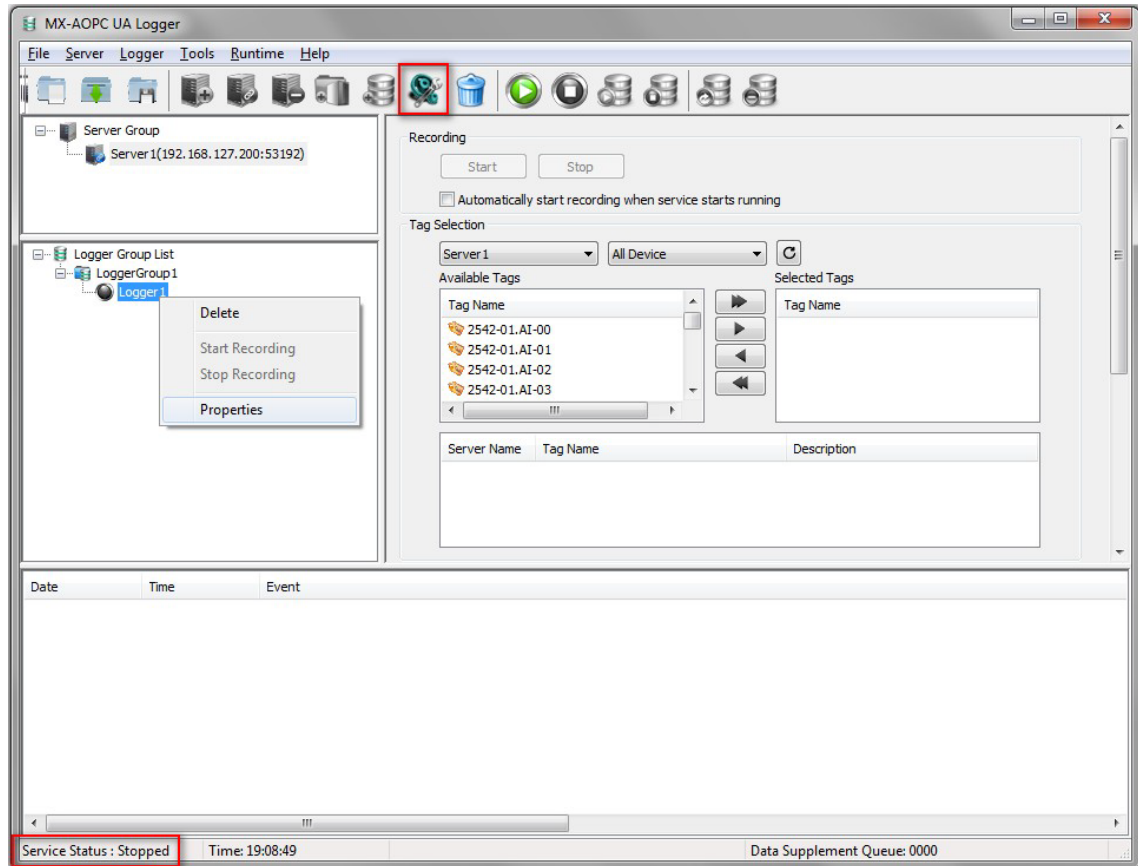 MX-AOPC UA Logger
File Server Logger Tools Runtime Help
Server Group
Server1(192.168.127.200:53192)
Logger Group List
LoggerGroup1
Logger1
Delete
Start Recording
Stop Recording
Properties
Recording
Start Stop
Automatically start recording when service starts running
Tag Selection
Server1 All Device
Available Tags Selected Tags
Tag Name Tag Name
2542-01.AI-00
2542-01.AI-01
2542-01.AI-02
2542-01.AI-03
Server Name Tag Name Description
Date Time Event
Service Status : Stopped Time: 19:08:49 Data Supplement Queue: 0000